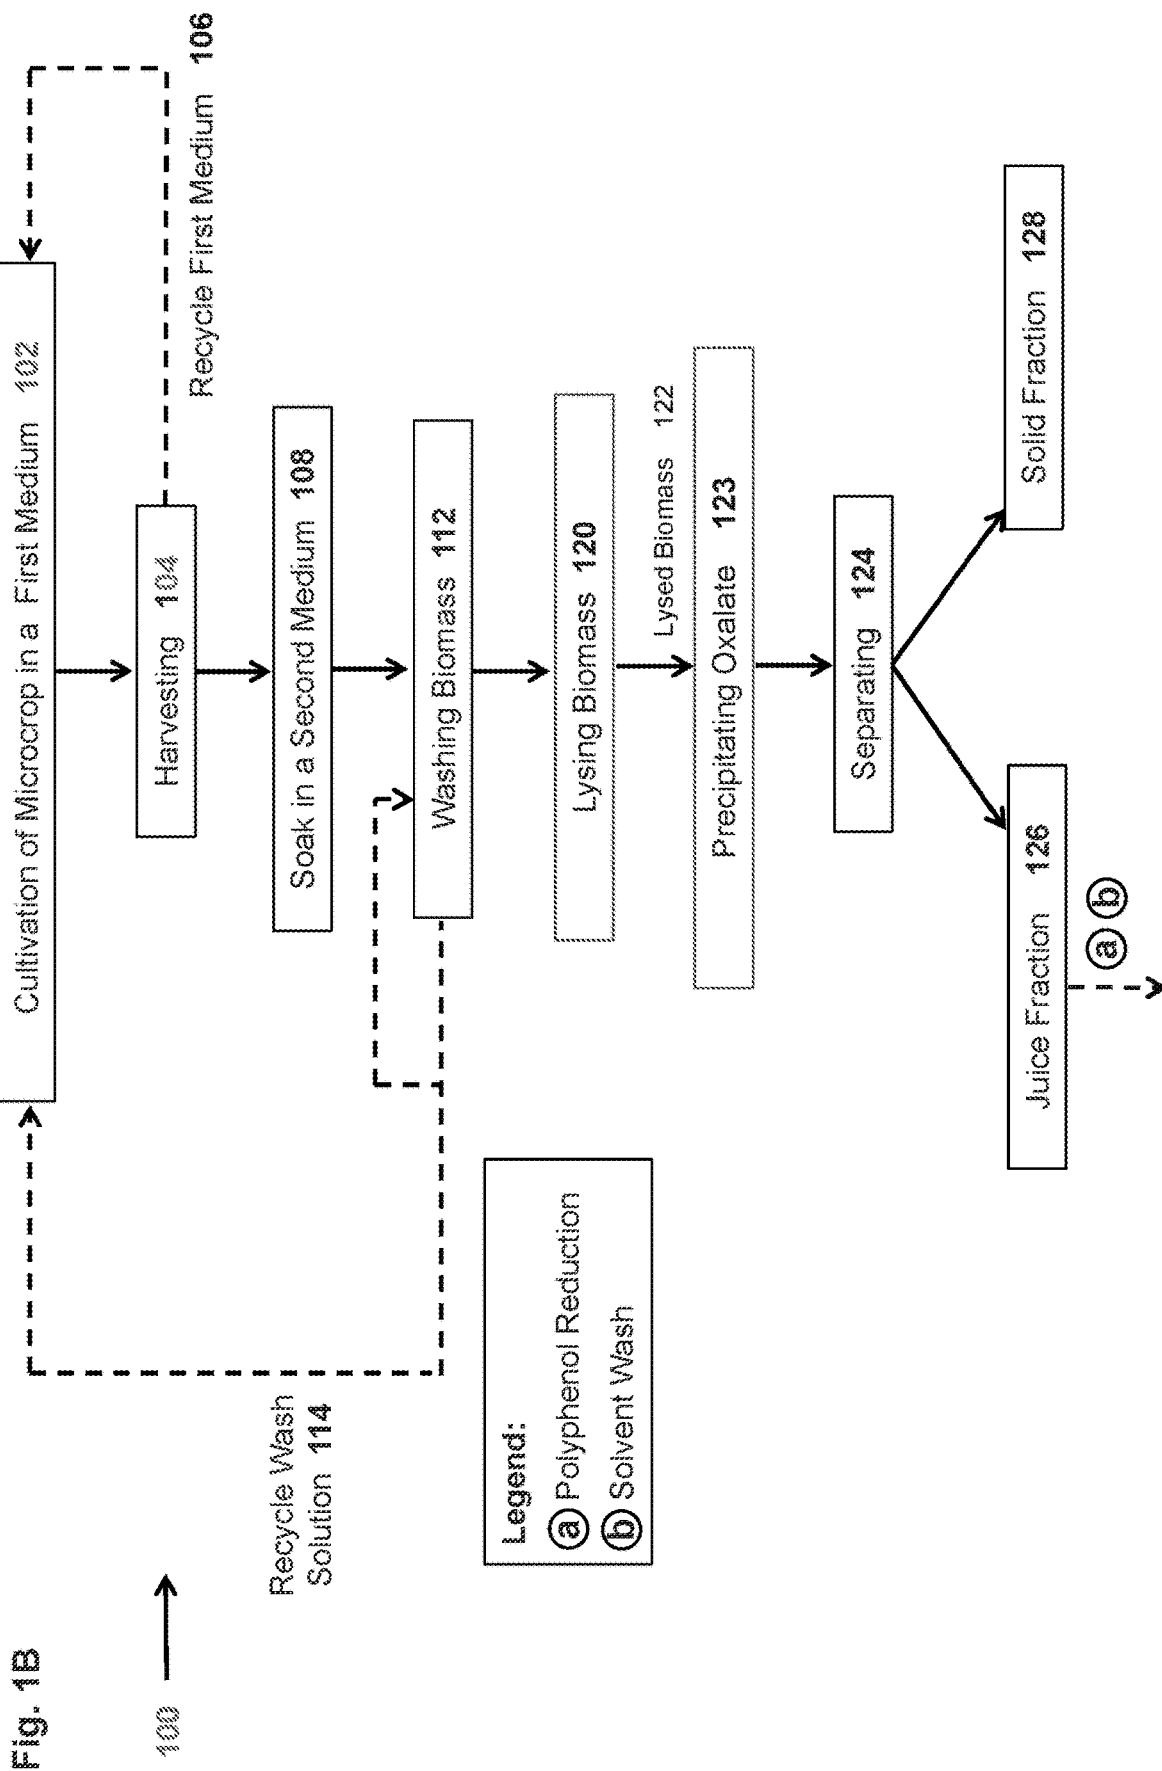 Fig. 1B
100
Cultivation of Microcrop in a First Medium 102
Harvesting 104
Recycle First Medium 106
Soak in a Second Medium 108
Recycle Wash
Solution 114
Washing Biomass 112
Lysing Biomass 120
Lysed Biomass 122
Precipitating Oxalate 123
Separating 124
Juice Fraction 126
Solid Fraction 128
a b
Legend:
a Polyphenol Reduction
b Solvent Wash